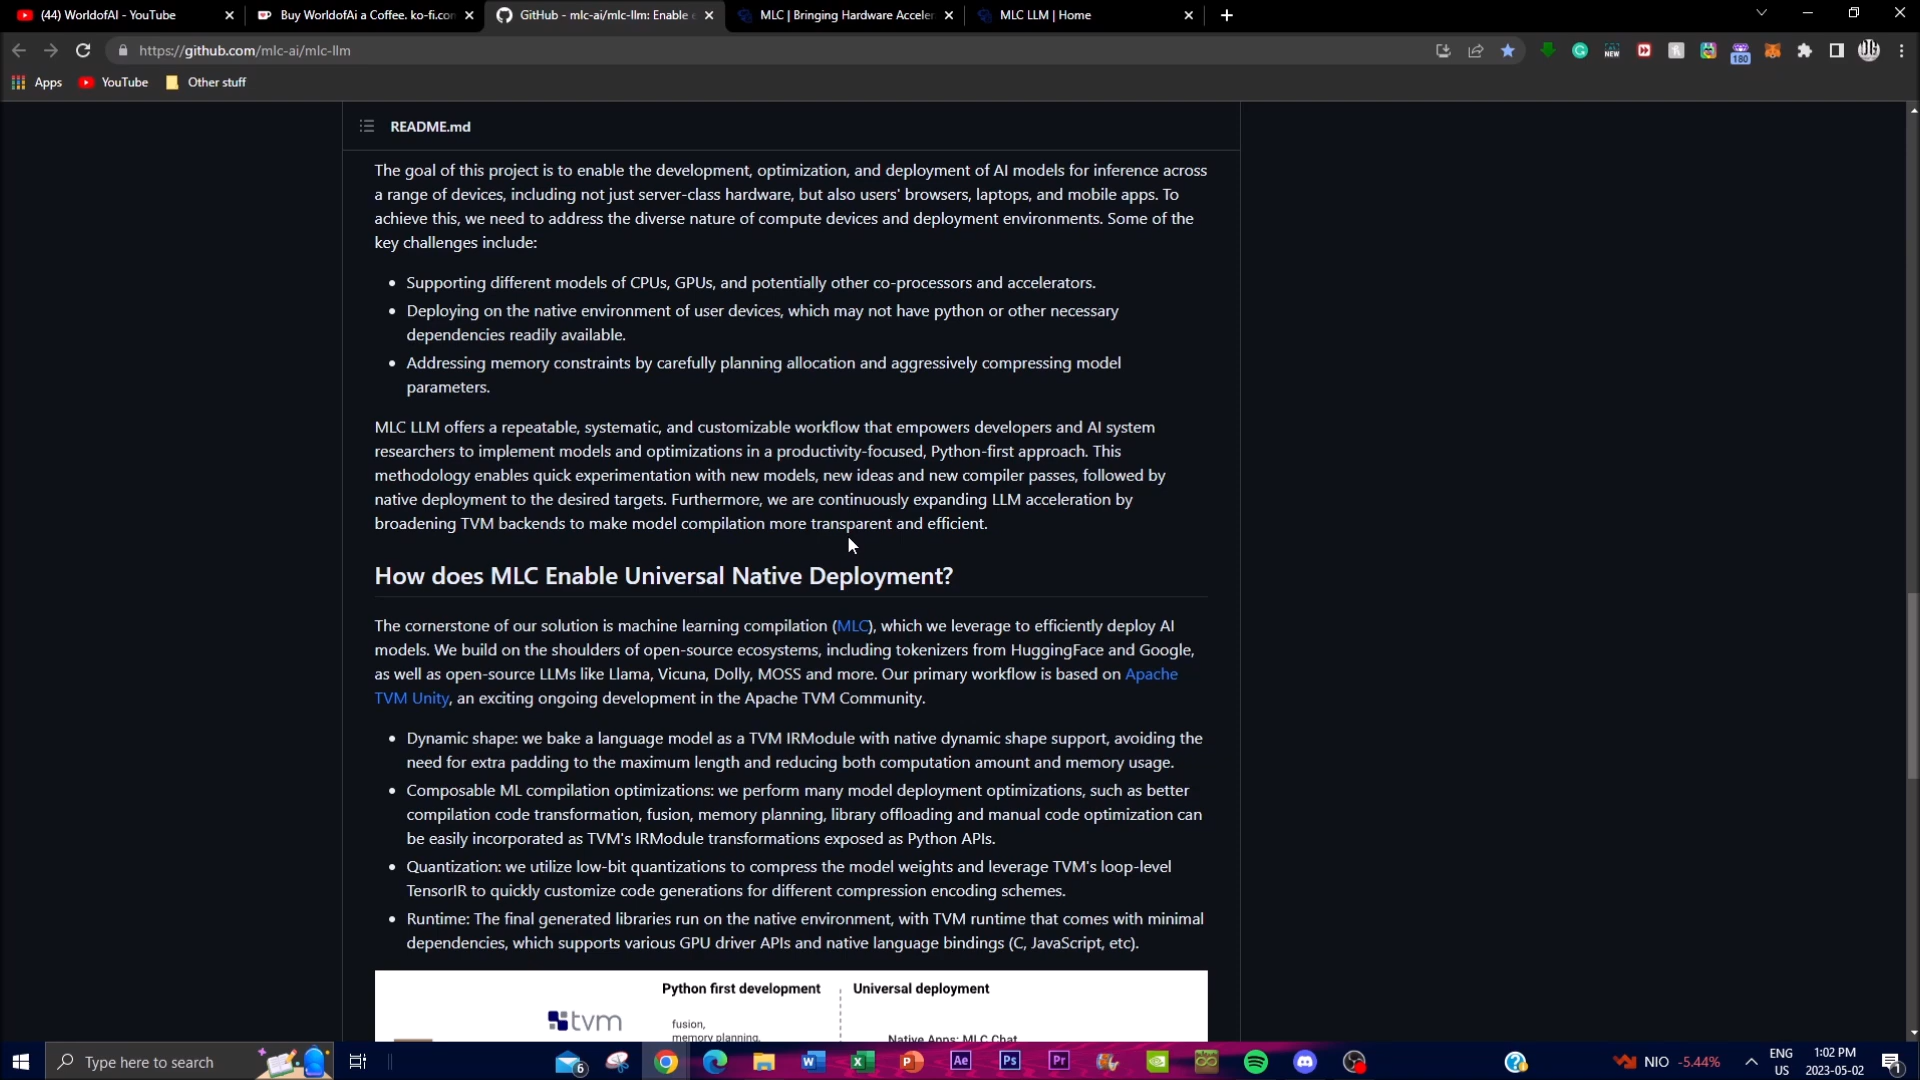 (44) WorldofAI - YouTube
Buy WorldofAi a Coffee. ko-fi.com
GitHub - mlc-ai/mlc-llm: Enable
MLC | Bringing Hardware Acceler
MLC LLM | Home
https://github.com/mlc-ai/mlc-llm
NEW
180
Apps
YouTube
Other stuff
README.md
The goal of this project is to enable the development, optimization, and deployment of AI models for inference across
a range of devices, including not just server-class hardware, but also users' browsers, laptops, and mobile apps. To
achieve this, we need to address the diverse nature of compute devices and deployment environments. Some of the
key challenges include:
• Supporting different models of CPUs, GPUs, and potentially other co-processors and accelerators.
• Deploying on the native environment of user devices, which may not have python or other necessary
dependencies readily available.
• Addressing memory constraints by carefully planning allocation and aggressively compressing model
parameters.
MLC LLM offers a repeatable, systematic, and customizable workflow that empowers developers and AI system
researchers to implement models and optimizations in a productivity-focused, Python-first approach. This
methodology enables quick experimentation with new models, new ideas and new compiler passes, followed by
native deployment to the desired targets. Furthermore, we are continuously expanding LLM acceleration by
broadening TVM backends to make model compilation more transparent and efficient.
How does MLC Enable Universal Native Deployment?
The cornerstone of our solution is machine learning compilation (MLC), which we leverage to efficiently deploy AI
models. We build on the shoulders of open-source ecosystems, including tokenizers from HuggingFace and Google,
as well as open-source LLMs like Llama, Vicuna, Dolly, MOSS and more. Our primary workflow is based on Apache
TVM Unity, an exciting ongoing development in the Apache TVM Community.
• Dynamic shape: we bake a language model as a TVM IRModule with native dynamic shape support, avoiding the
need for extra padding to the maximum length and reducing both computation amount and memory usage.
• Composable ML compilation optimizations: we perform many model deployment optimizations, such as better
compilation code transformation, fusion, memory planning, library offloading and manual code optimization can
be easily incorporated as TVM's IRModule transformations exposed as Python APIs.
• Quantization: we utilize low-bit quantizations to compress the model weights and leverage TVM's loop-level
TensorIR to quickly customize code generations for different compression encoding schemes.
• Runtime: The final generated libraries run on the native environment, with TVM runtime that comes with minimal
dependencies, which supports various GPU driver APIs and native language bindings (C, JavaScript, etc).
Python first development
Universal deployment
tvm
fusion,
memory planning,
Native Apps: MLC Chat
Type here to search
6
Ae
Ps
Pr
NIO -5.44%
ENG
US
1:02 PM
2023-05-02
1